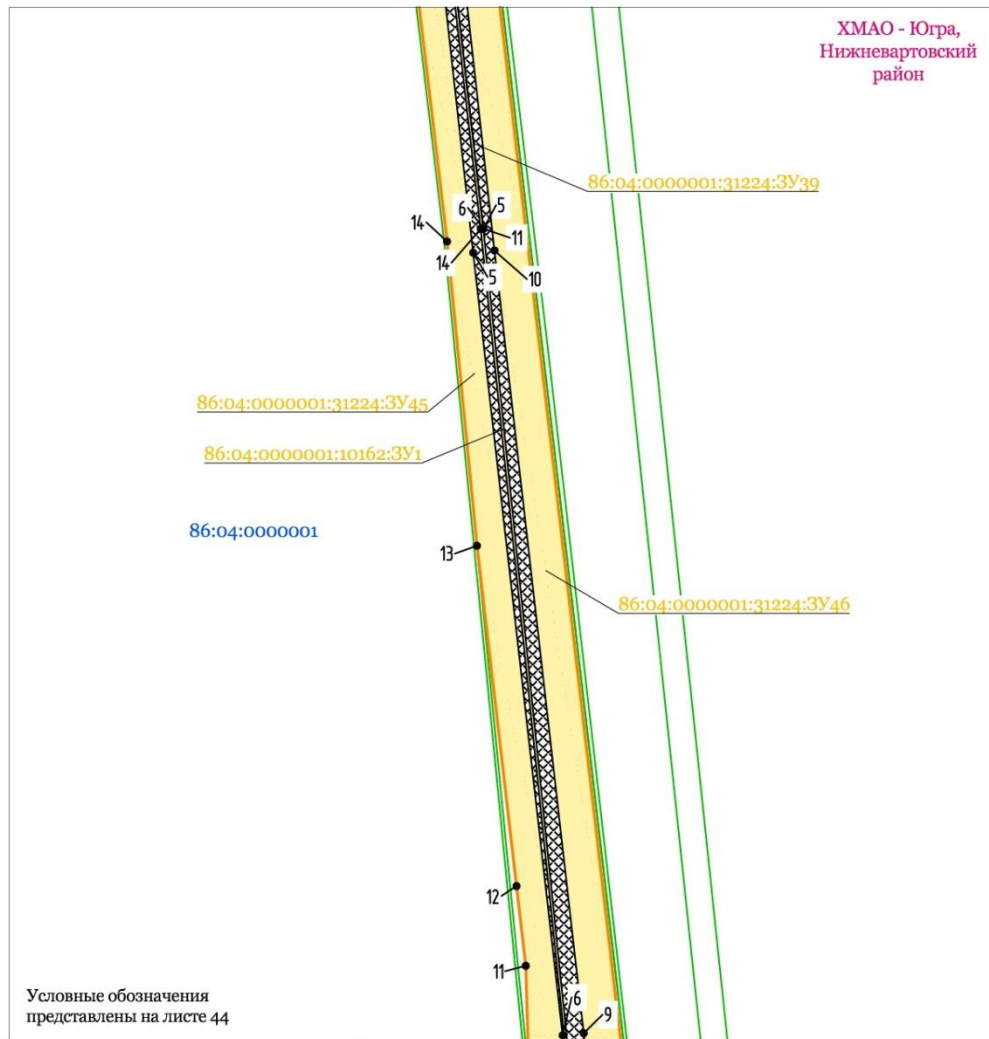 ХМАО - Югра,
Нижневартовский
район
86:04:0000001:31224:ЗУ39
6
5
14
11
14
5
10
86:04:0000001:31224:ЗУ45
86:04:0000001:10162:ЗУ1
86:04:0000001
13
86:04:0000001:31224:ЗУ46
12
11
Условные обозначения
представлены на листе 44
6
9